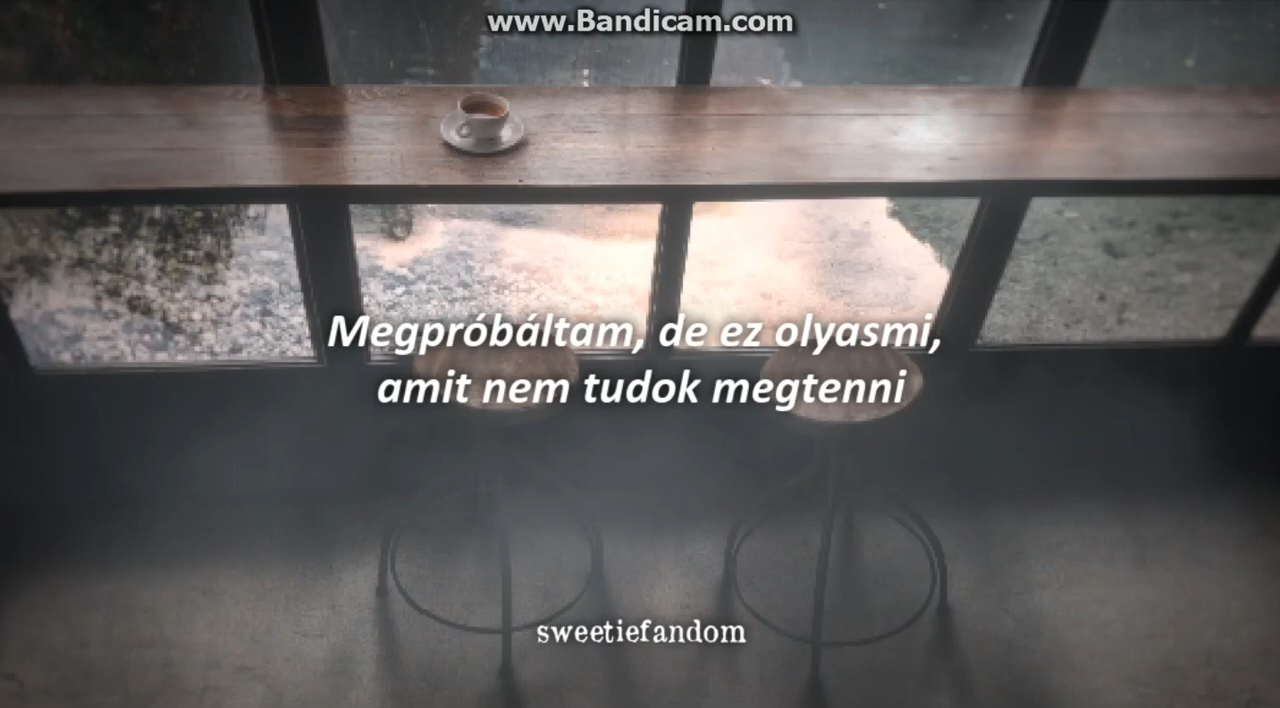 www.Bandicam.com
Megpróbáltam, de ez olyasmi,
amit nem tudok megtenni
sweetiefandom